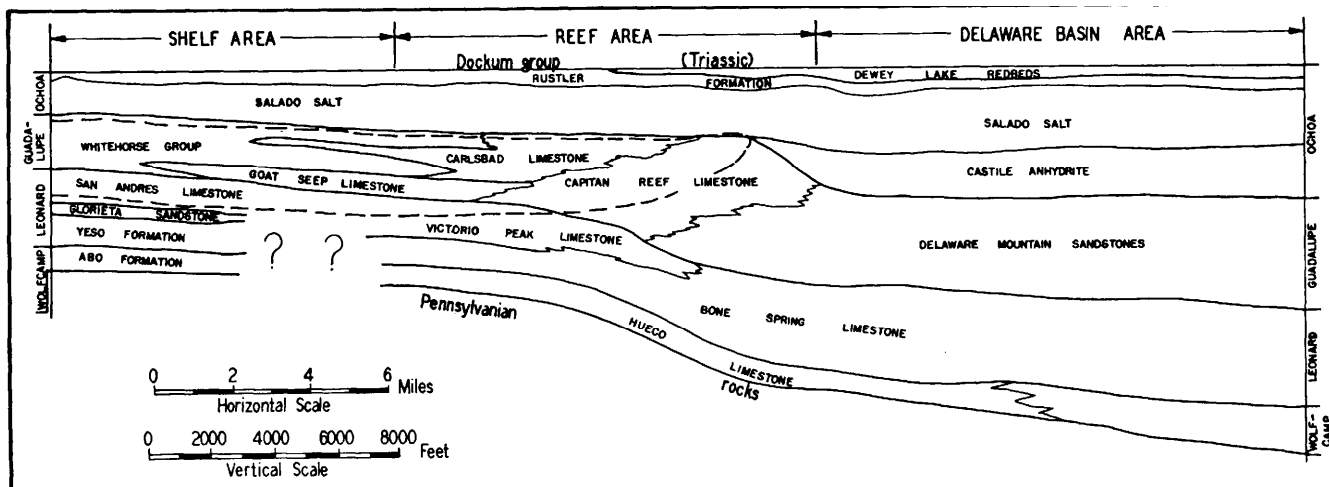 SHELF AREA
REEF AREA
DELAWARE BASIN AREA
Dockum group (Triassic)
RUSTLER FORMATION
DEWEY LAKE REDREDS
OCHOA
SALADO SALT
SALADO SALT
OCHOA
GUADA-
LUPE
WHITEHORSE GROUP
CARLSBAD LIMESTONE
CASTILE ANHYDRITE
GOAT SEEP LIMESTONE
CAPITAN REEF LIMESTONE
SAN ANDRES LIMESTONE
LEONARD
GLORIETA SANDSTONE
YESO FORMATION
? ?
VICTORIO PEAK LIMESTONE
DELAWARE MOUNTAIN SANDSTONES
GUADALUPE
WOLFCAMP
ABO FORMATION
Pennsylvanian rocks
BONE SPRING LIMESTONE
HUECO LIMESTONE
LEONARD
WOLF-
CAMP
0 2 4 6 Miles
Horizontal Scale
0 2000 4000 6000 8000 Feet
Vertical Scale